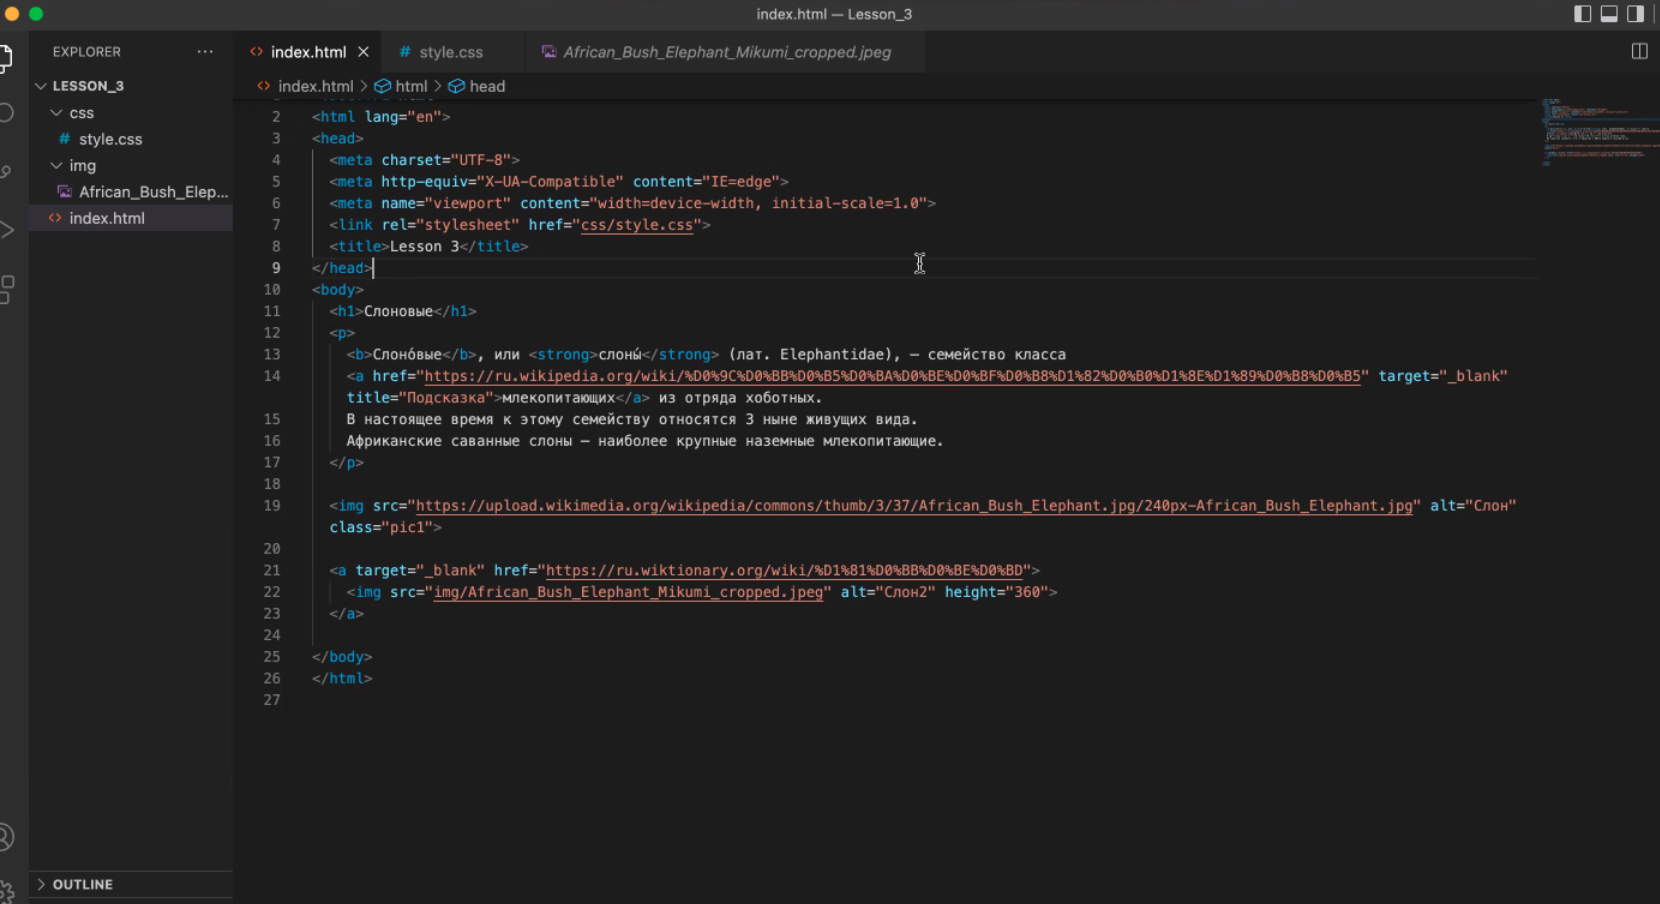 index.html — Lesson_3
EXPLORER ...
LESSON_3
css
# style.css
img
African_Bush_Elep...
<> index.html
OUTLINE
<> index.html ×
# style.css
African_Bush_Elephant_Mikumi_cropped.jpeg
<> index.html > html > head
2 <html lang="en">
3 <head>
4 <meta charset="UTF-8">
5 <meta http-equiv="X-UA-Compatible" content="IE=edge">
6 <meta name="viewport" content="width=device-width, initial-scale=1.0">
7 <link rel="stylesheet" href="css/style.css">
8 <title>Lesson 3</title>
9 </head>
10 <body>
11 <h1>Слоновые</h1>
12 <p>
13 <b>Слоно́вые</b>, или <strong>слоны́</strong> (лат. Elephantidae), — семейство класса
14 <a href="https://ru.wikipedia.org/wiki/%D0%9C%D0%BB%D0%B5%D0%BA%D0%BE%D0%BF%D0%B8%D1%82%D0%B0%D1%8E%D1%89%D0%B8%D0%B5" target="_blank"
title="Подсказка">млекопитающих</a> из отряда хоботных.
15 В настоящее время к этому семейству относятся 3 ныне живущих вида.
16 Африканские саванные слоны — наиболее крупные наземные млекопитающие.
17 </p>
18
19 <img src="https://upload.wikimedia.org/wikipedia/commons/thumb/3/37/African_Bush_Elephant.jpg/240px-African_Bush_Elephant.jpg" alt="Слон"
class="pic1">
20
21 <a target="_blank" href="https://ru.wiktionary.org/wiki/%D1%81%D0%BB%D0%BE%D0%BD">
22 <img src="img/African_Bush_Elephant_Mikumi_cropped.jpeg" alt="Слон2" height="360">
23 </a>
24
25 </body>
26 </html>
27